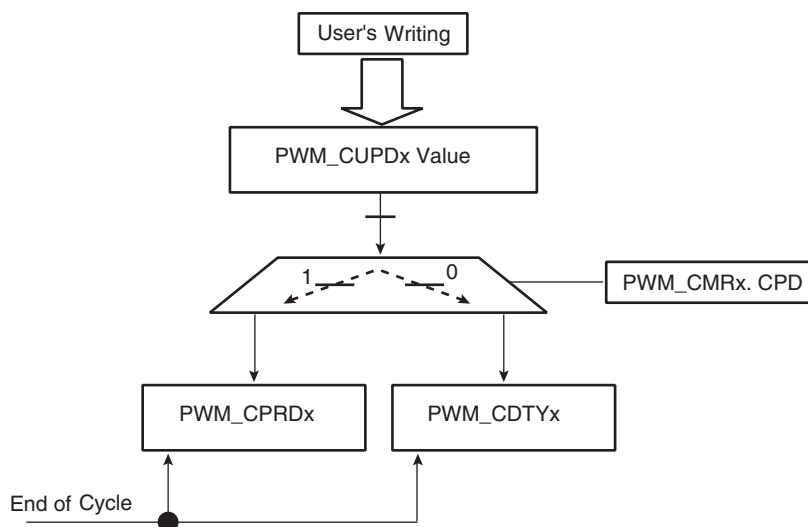 User's Writing
PWM_CUPDx Value
1
0
PWM_CMRx. CPD
PWM_CPRDx
PWM_CDTYx
End of Cycle